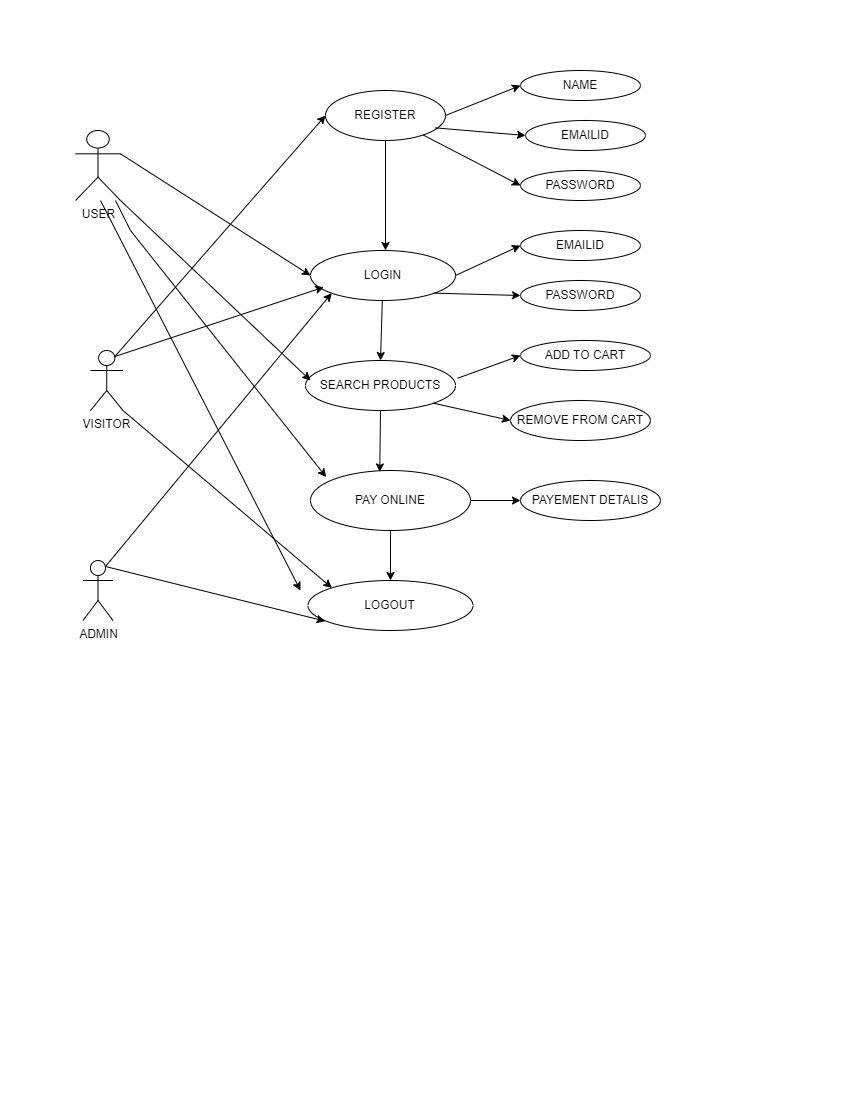 NAME
REGISTER
EMAILID
PASSWORD
USER
EMAILID
LOGIN
PASSWORD
ADD TO CART
SEARCH PRODUCTS
VISITOR
REMOVE FROM CART
PAY ONLINE
PAYEMENT DETALIS
LOGOUT
ADMIN